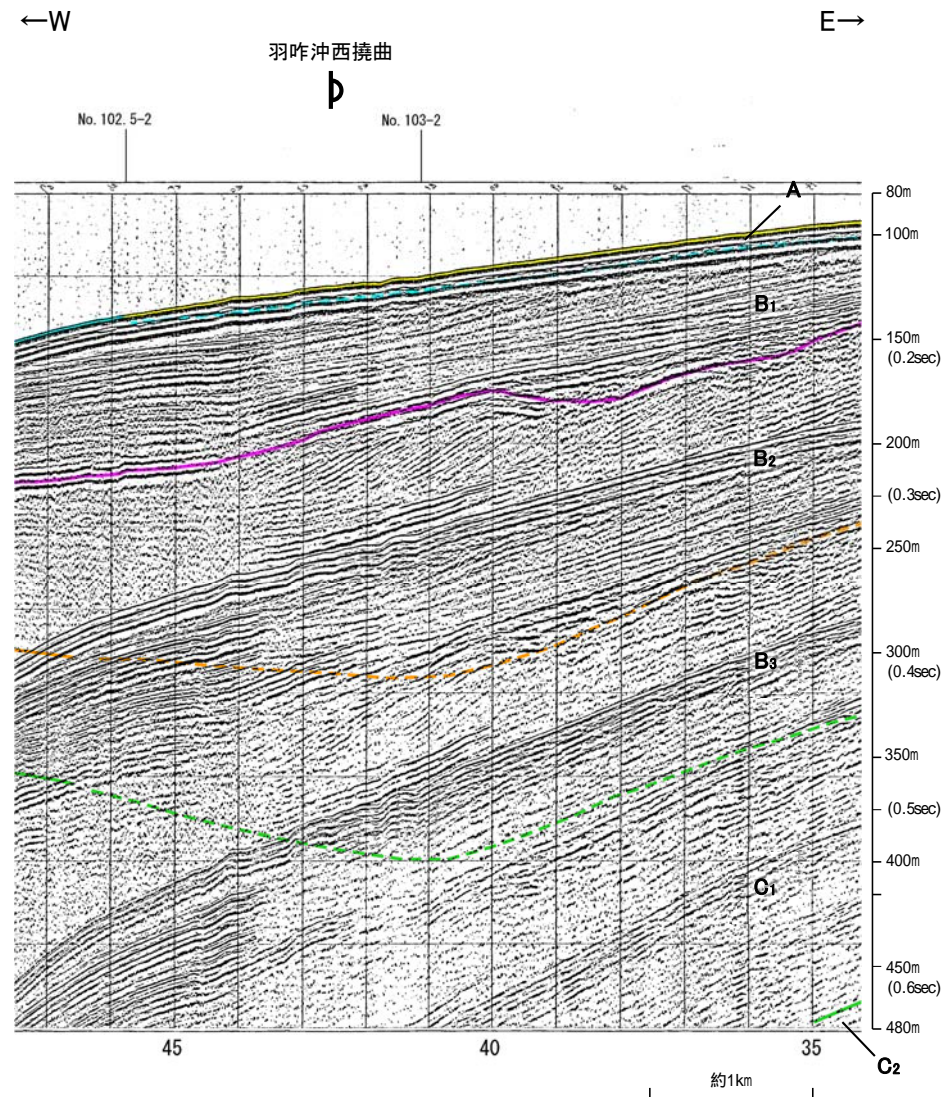 ←W
E→
羽咋沖西撓曲
No. 102.5-2
No. 103-2
80m
A
100m
B1
150m
(0.2sec)
200m
B2
(0.3sec)
250m
300m
B3
(0.4sec)
350m
(0.5sec)
400m
C1
450m
(0.6sec)
480m
45
40
35
C2
約1km